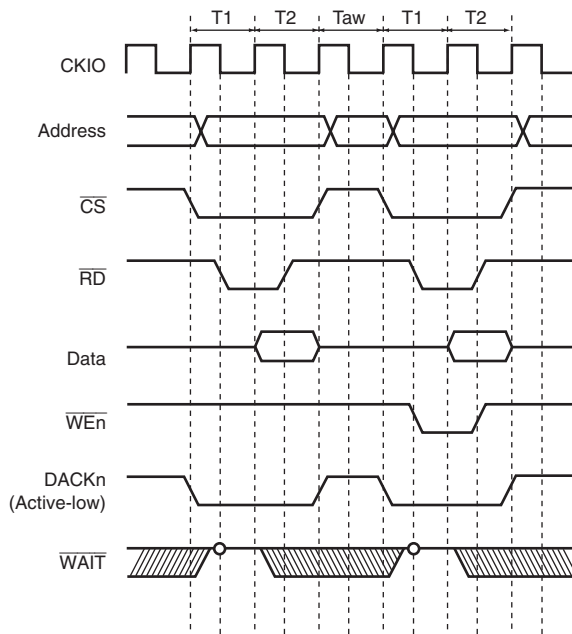 T1 T2 Taw T1 T2
CKIO
Address
CS
RD
Data
WEn
DACKn
(Active-low)
WAIT